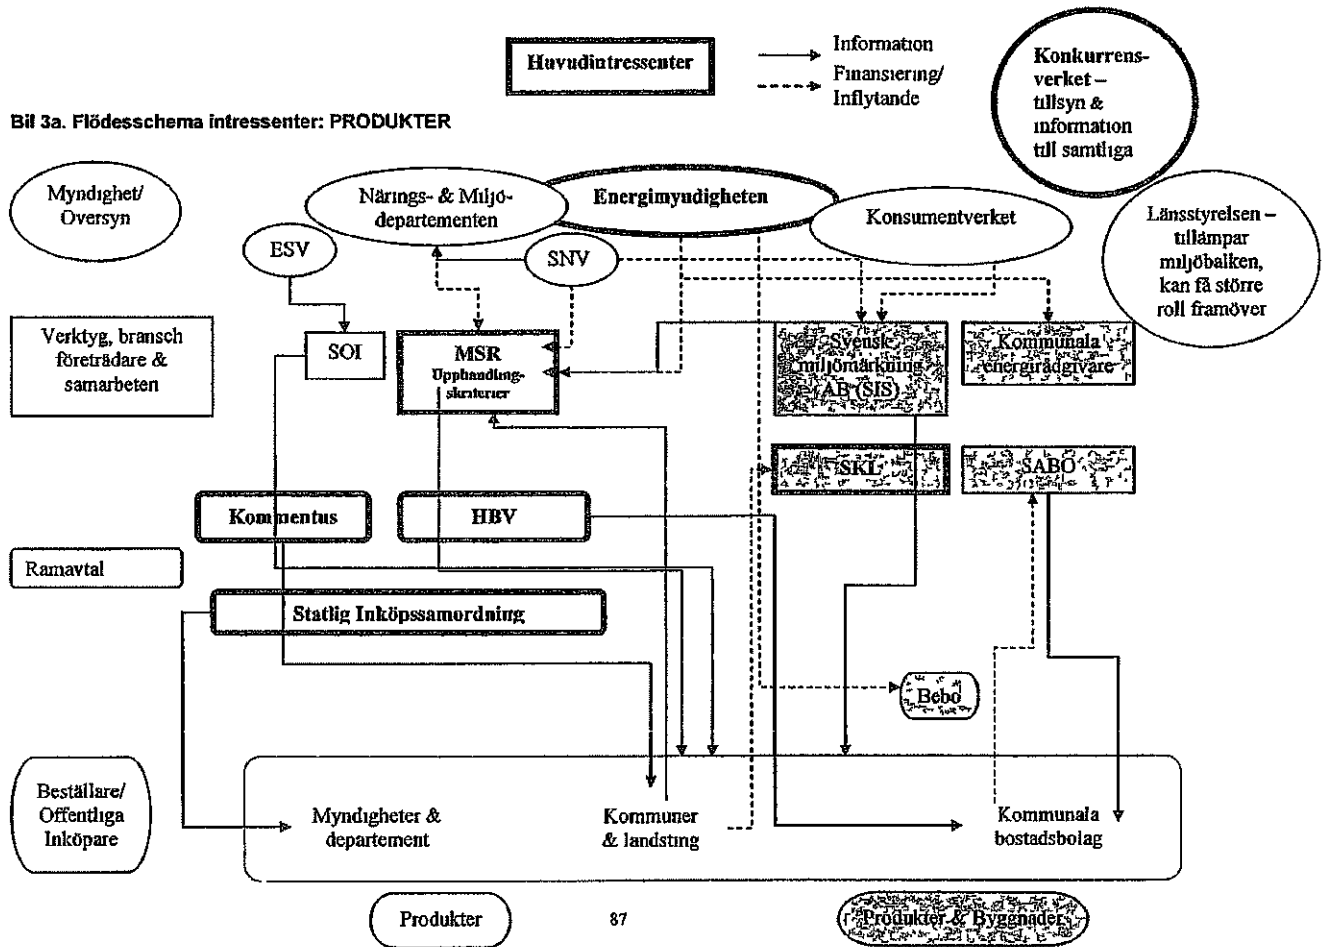 Huvudintressenter
Information
Finansiering/
Inflytande
Konkurrens-
verket –
tillsyn &
information
till samtliga
Bil 3a. Flödesschema intressenter: PRODUKTER
Myndighet/
Oversyn
Närings- & Miljö-
departementen
Energimyndigheten
Konsumentverket
Länsstyrelsen –
tillämpar
miljöbalken,
kan få större
roll framöver
ESV
SNV
Verktyg, bransch
företrädare &
samarbeten
SOI
MSR
Upphandling-
skriterier
Svensk
miljömärkning
AB (SIS)
Kommunala
energirådgivare
SKL
SABO
Kommentus
HBV
Ramavtal
Statlig Inköpssamordning
Bebo
Beställare/
Offentliga
Inköpare
Myndigheter &
departement
Kommuner
& landsting
Kommunala
bostadsbolag
Produkter
87
Produkter & Byggnader